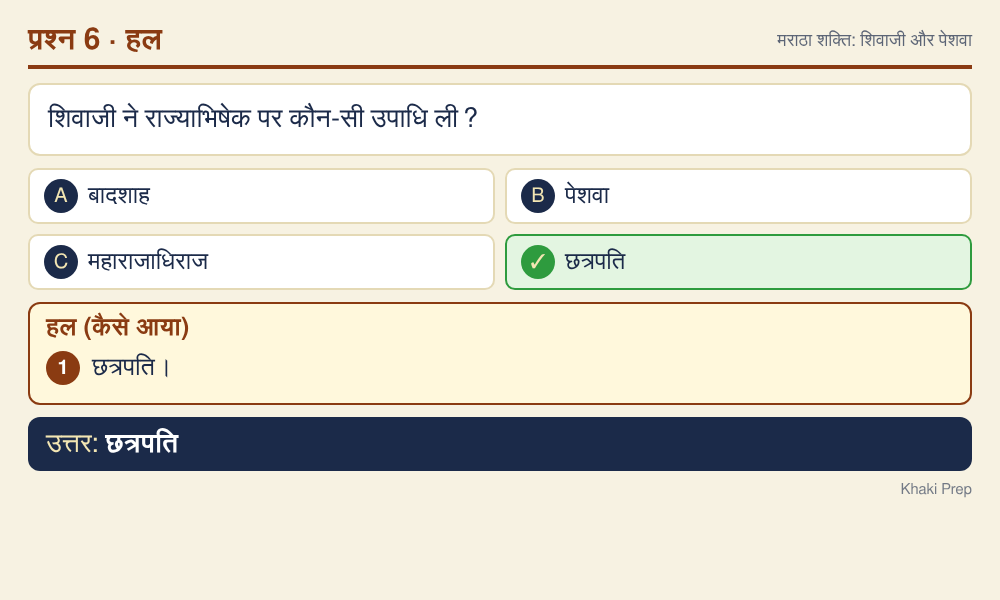 प्रश्न 6 · हल
मराठा शक्ति: शिवाजी और पेशवा
शिवाजी ने राज्याभिषेक पर कौन-सी उपाधि ली ?
A बादशाह
B पेशवा
C महाराजाधिराज
✓ छत्रपति
हल (कैसे आया)
1 छत्रपति।
उत्तर: छत्रपति
Khaki Prep